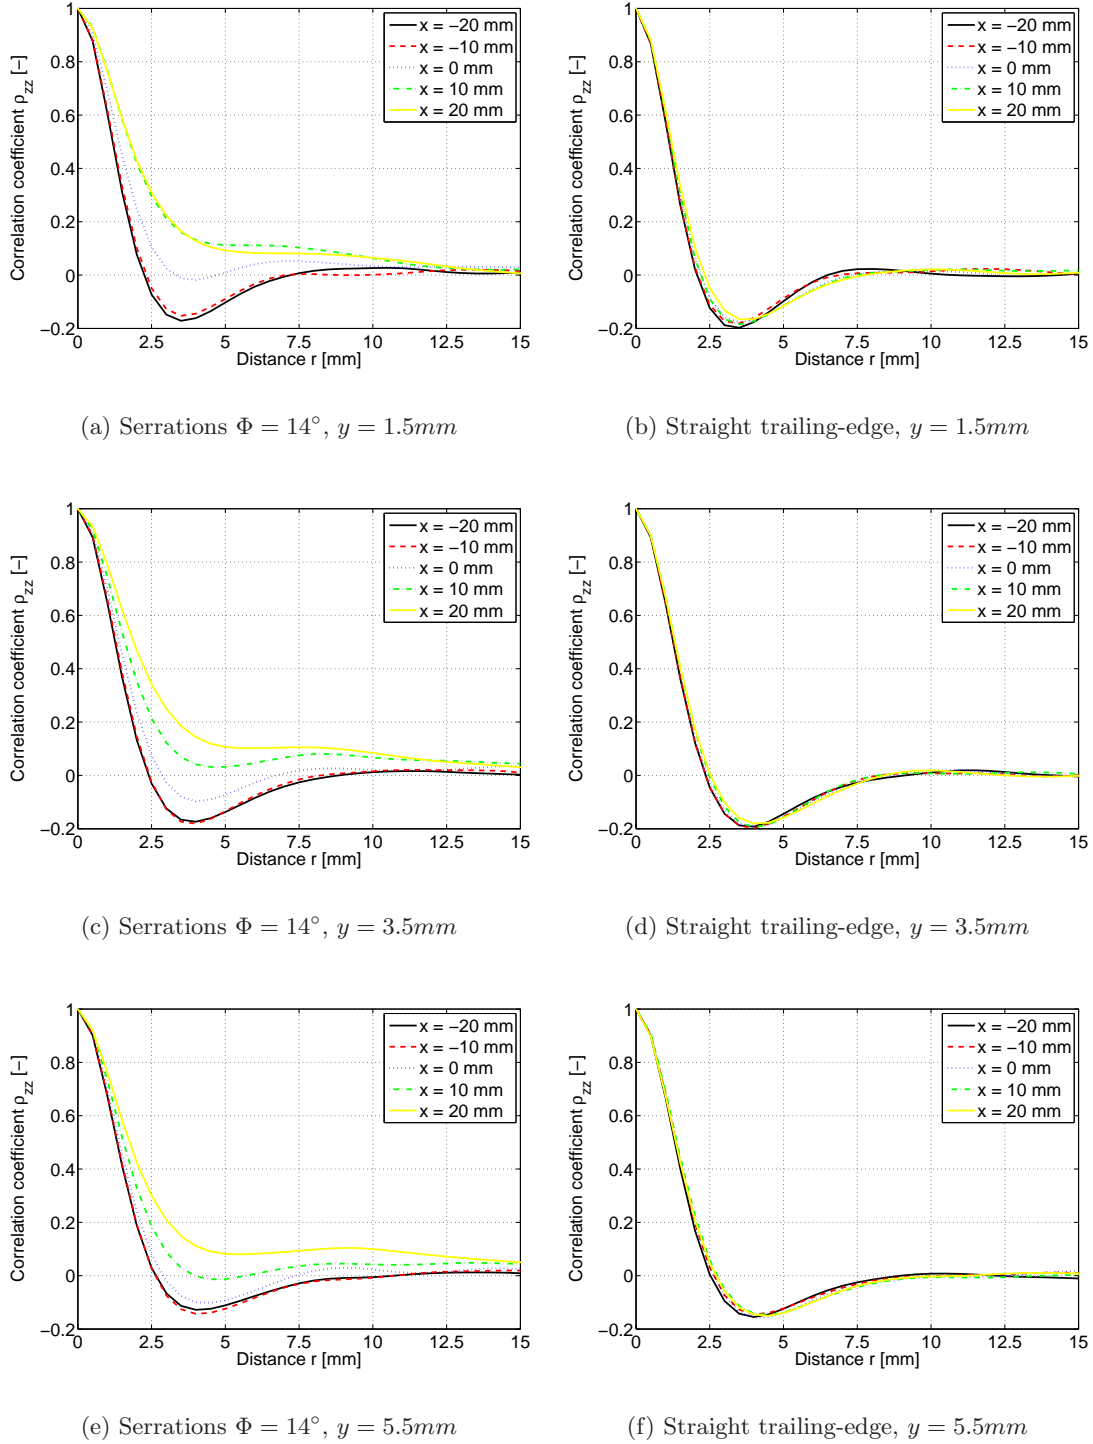 1
0.8
0.6
0.4
0.2
0
−0.2
0 2.5 5 7.5 10 12.5 15
Correlation coefficient ρzz [−]
Distance r [mm]
x = −20 mm
x = −10 mm
x = 0 mm
x = 10 mm
x = 20 mm
(a) Serrations Φ = 14°, y = 1.5mm
1
0.8
0.6
0.4
0.2
0
−0.2
0 2.5 5 7.5 10 12.5 15
Correlation coefficient ρzz [−]
Distance r [mm]
x = −20 mm
x = −10 mm
x = 0 mm
x = 10 mm
x = 20 mm
(b) Straight trailing-edge, y = 1.5mm
1
0.8
0.6
0.4
0.2
0
−0.2
0 2.5 5 7.5 10 12.5 15
Correlation coefficient ρzz [−]
Distance r [mm]
x = −20 mm
x = −10 mm
x = 0 mm
x = 10 mm
x = 20 mm
(c) Serrations Φ = 14°, y = 3.5mm
1
0.8
0.6
0.4
0.2
0
−0.2
0 2.5 5 7.5 10 12.5 15
Correlation coefficient ρzz [−]
Distance r [mm]
x = −20 mm
x = −10 mm
x = 0 mm
x = 10 mm
x = 20 mm
(d) Straight trailing-edge, y = 3.5mm
1
0.8
0.6
0.4
0.2
0
−0.2
0 2.5 5 7.5 10 12.5 15
Correlation coefficient ρzz [−]
Distance r [mm]
x = −20 mm
x = −10 mm
x = 0 mm
x = 10 mm
x = 20 mm
(e) Serrations Φ = 14°, y = 5.5mm
1
0.8
0.6
0.4
0.2
0
−0.2
0 2.5 5 7.5 10 12.5 15
Correlation coefficient ρzz [−]
Distance r [mm]
x = −20 mm
x = −10 mm
x = 0 mm
x = 10 mm
x = 20 mm
(f) Straight trailing-edge, y = 5.5mm